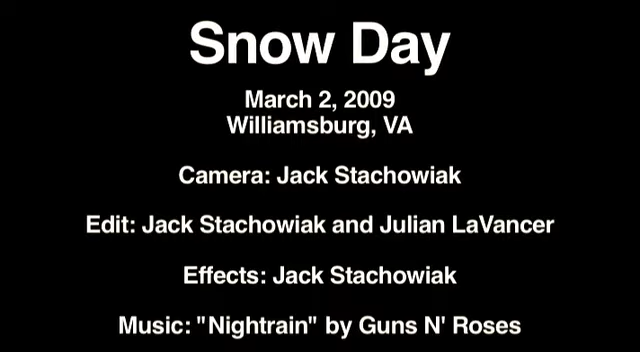 Snow Day
March 2, 2009
Williamsburg, VA
Camera: Jack Stachowiak
Edit: Jack Stachowiak and Julian LaVancer
Effects: Jack Stachowiak
Music: "Nightrain" by Guns N' Roses